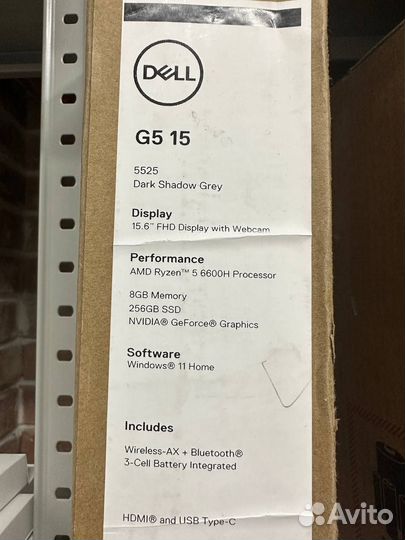 DELL
G5 15
5525
Dark Shadow Grey
Display
15.6" FHD Display with Webcam
Performance
AMD Ryzen™ 5 6600H Processor
8GB Memory
256GB SSD
NVIDIA® GeForce® Graphics
Software
Windows® 11 Home
Includes
Wireless-AX + Bluetooth®
3-Cell Battery Integrated
HDMI® and USB Type-C
Avito